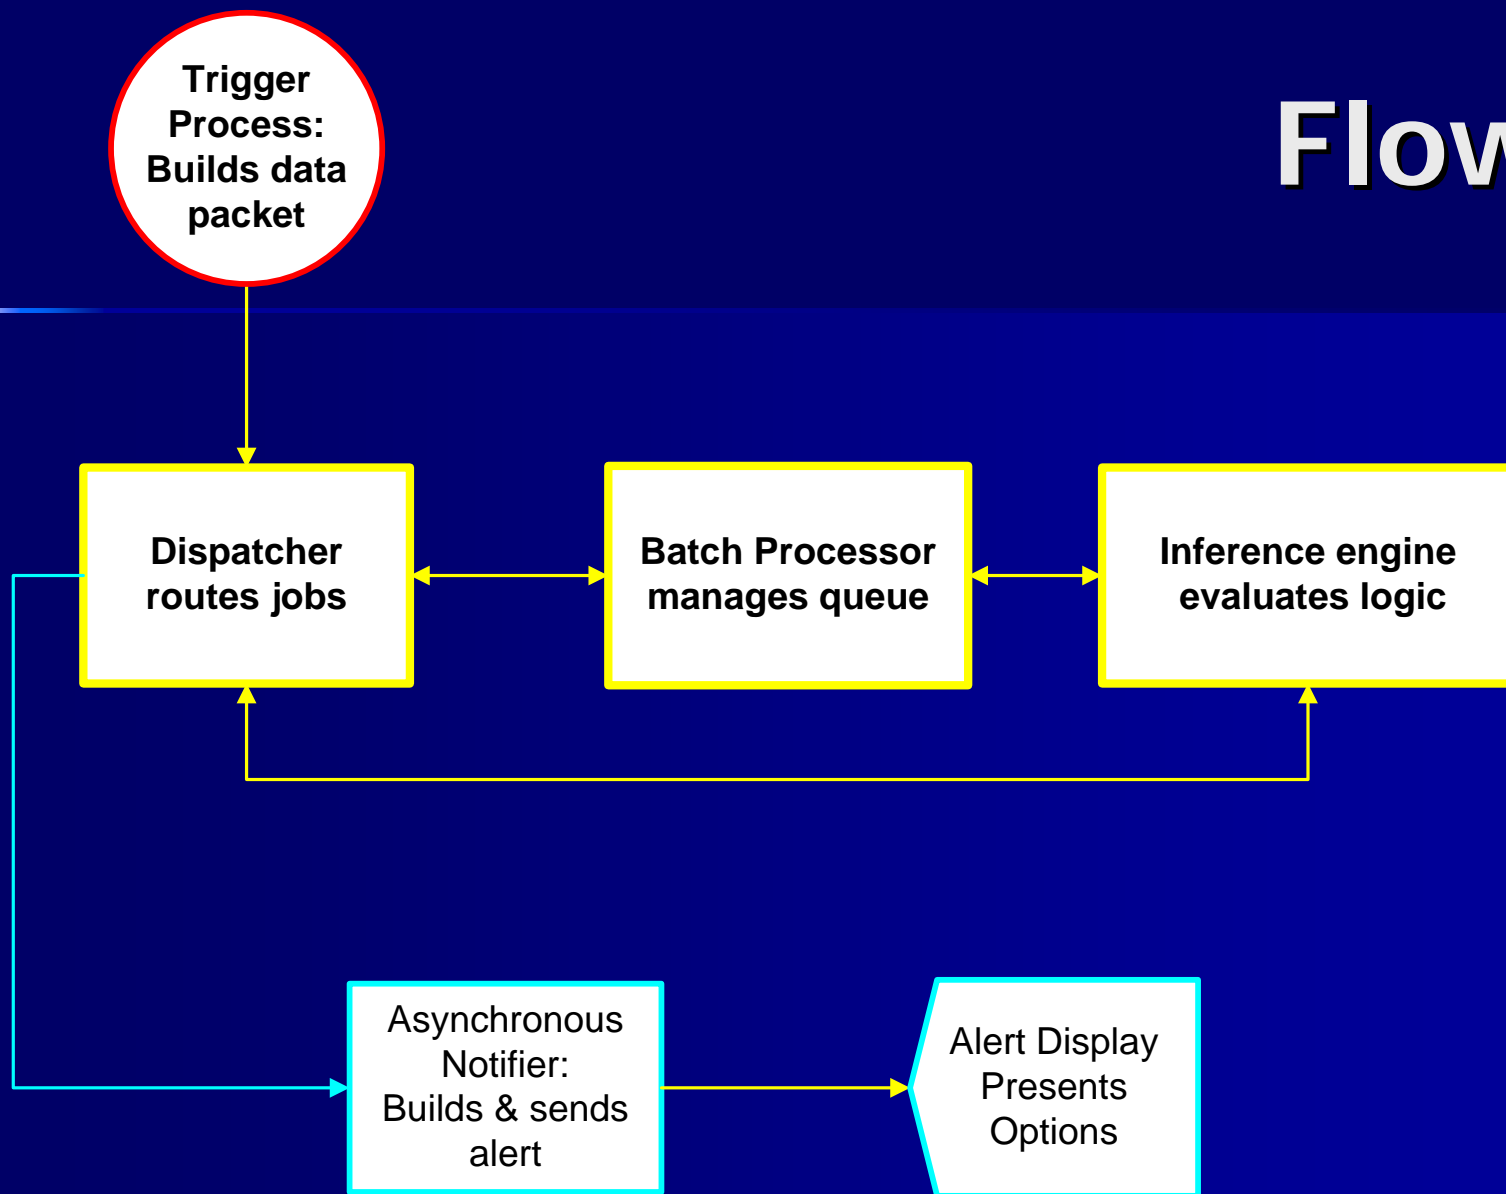 Trigger
Process:
Builds data
packet
Flow
Dispatcher
routes jobs
Batch Processor
manages queue
Inference engine
evaluates logic
Asynchronous
Notifier:
Builds & sends
alert
Alert Display
Presents
Options